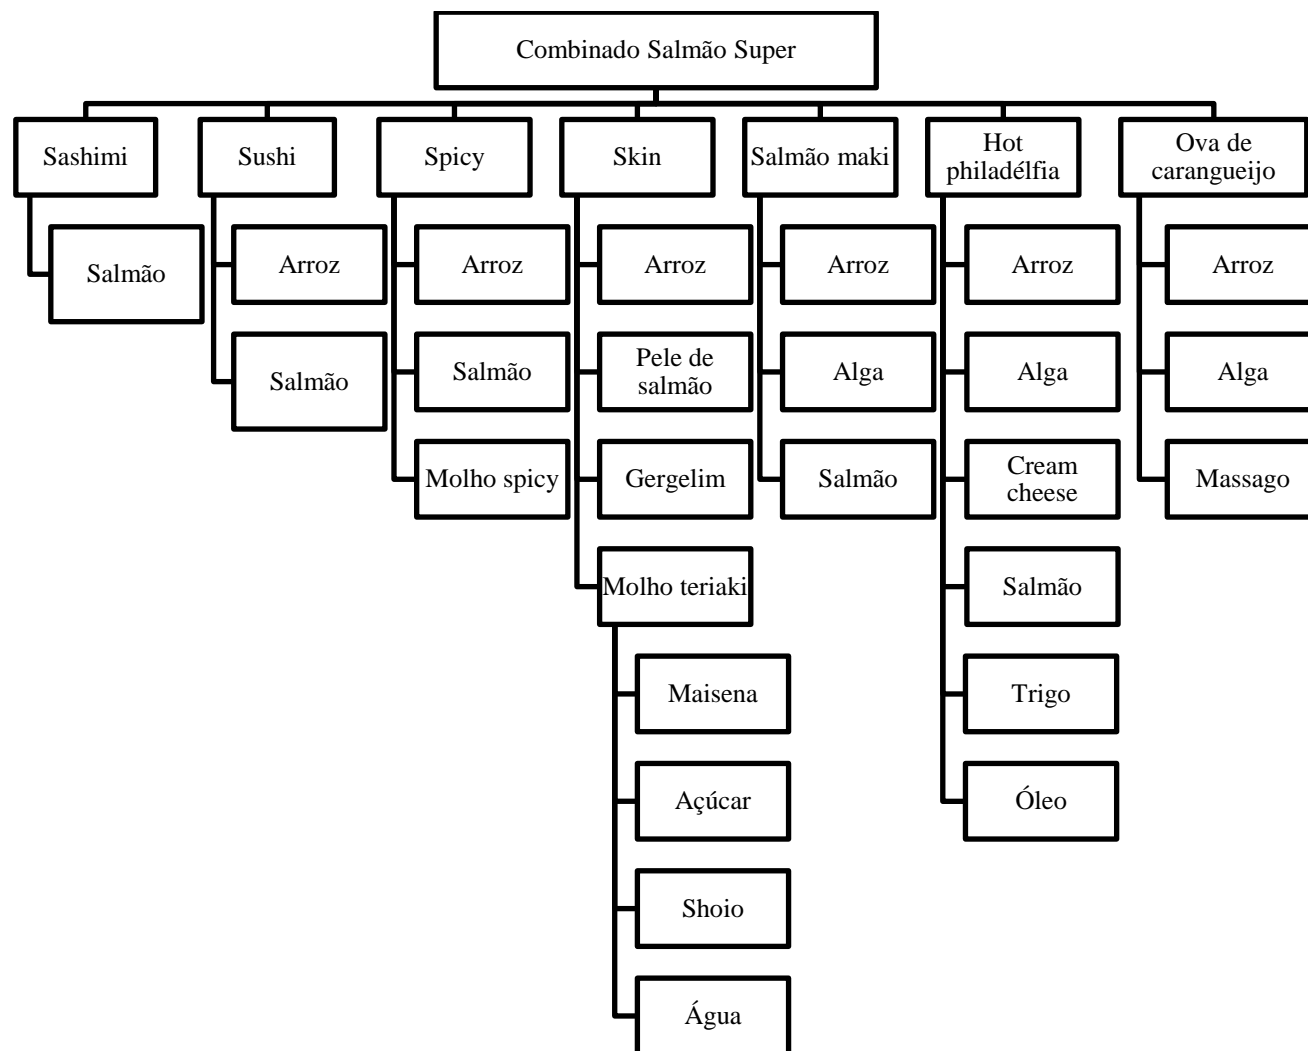 Combinado Salmão Super
Sashimi
Salmão
Sushi
Arroz
Salmão
Spicy
Arroz
Salmão
Molho spicy
Skin
Arroz
Pele de
salmão
Gergelim
Molho teriaki
Maisena
Açúcar
Shoio
Água
Salmão maki
Arroz
Alga
Salmão
Hot
philadélfia
Arroz
Alga
Cream
cheese
Salmão
Trigo
Óleo
Ova de
carangueijo
Arroz
Alga
Massago